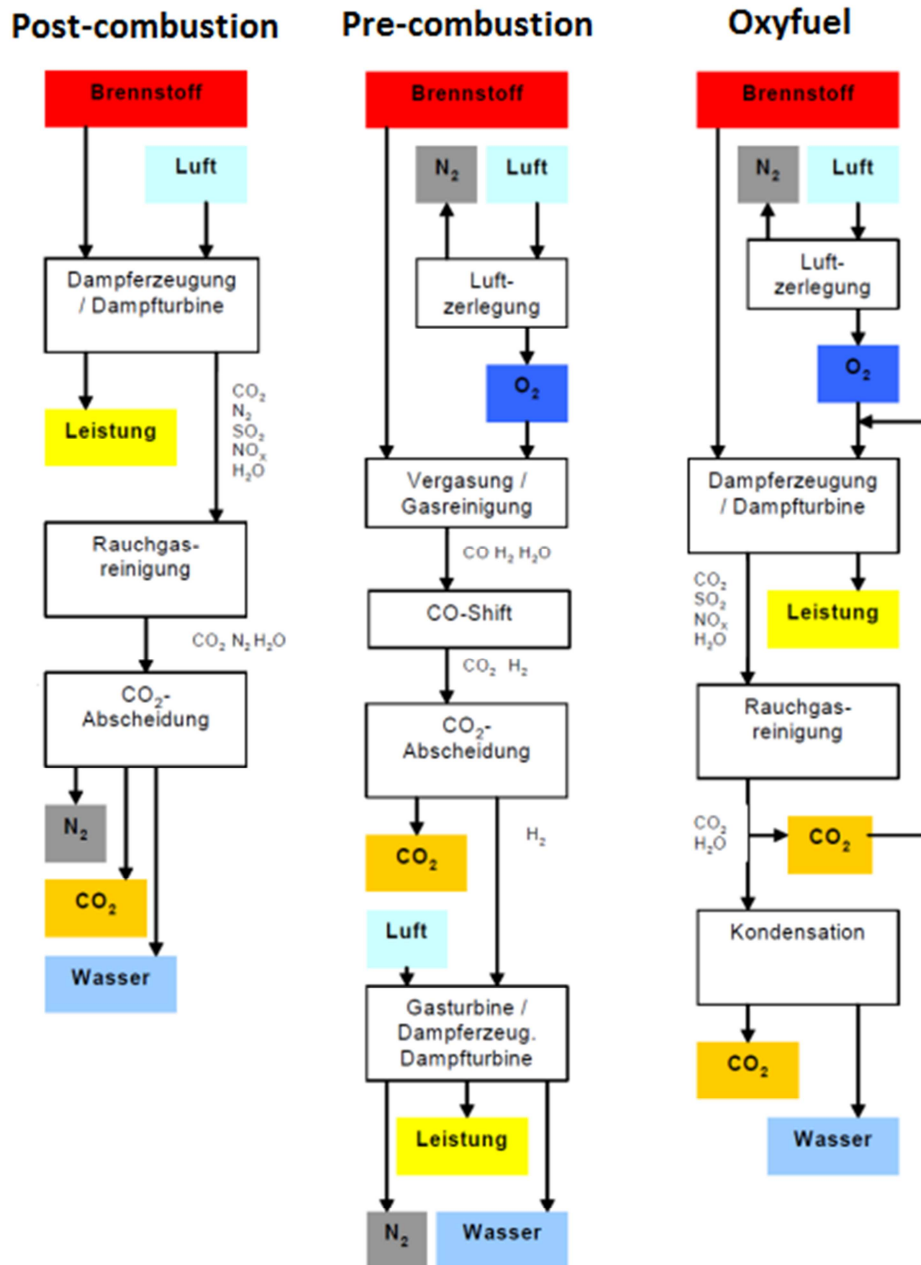 Post-combustion
Brennstoff
Luft
Dampferzeugung
/ Dampfturbine
CO₂
N₂
SO₂
NOₓ
H₂O
Leistung
Rauchgas-
reinigung
CO₂ N₂ H₂O
CO₂-
Abscheidung
N₂
CO₂
Wasser
Pre-combustion
Brennstoff
N₂
Luft
Luft-
zerlegung
O₂
Vergasung /
Gasreinigung
CO H₂ H₂O
CO-Shift
CO₂ H₂
CO₂-
Abscheidung
H₂
CO₂
Luft
Gasturbine /
Dampferzeug.
Dampfturbine
Leistung
N₂
Wasser
Oxyfuel
Brennstoff
N₂
Luft
Luft-
zerlegung
O₂
Dampferzeugung
/ Dampfturbine
CO₂
SO₂
NOₓ
H₂O
Leistung
Rauchgas-
reinigung
CO₂
H₂O
CO₂
Kondensation
CO₂
Wasser